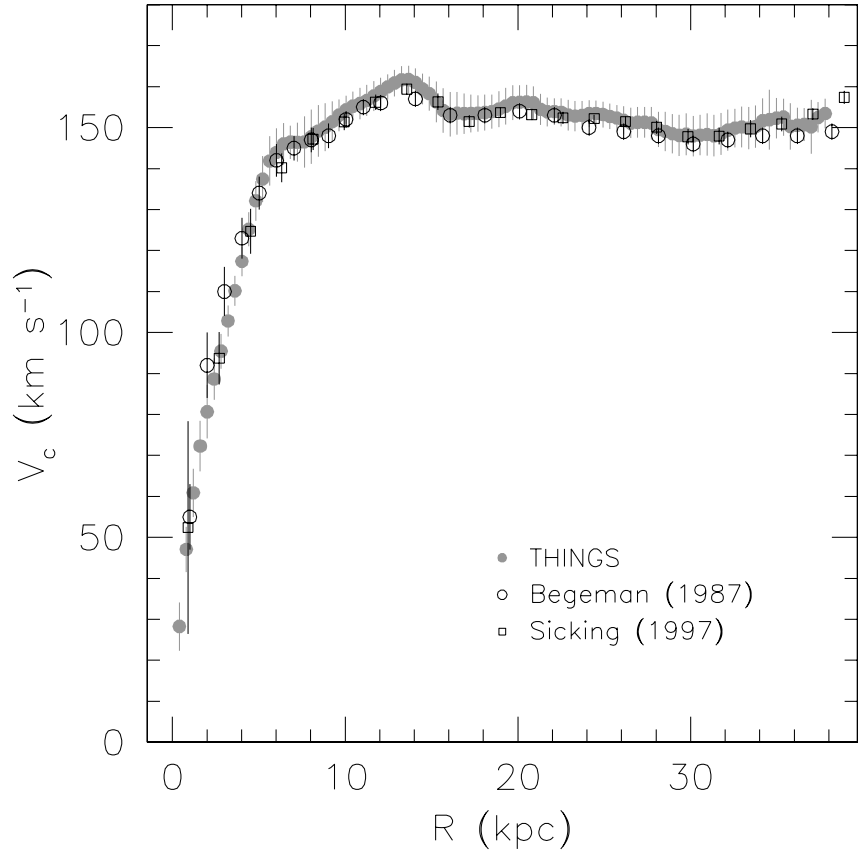 150
100
50
0
V_c (km s⁻¹)
THINGS
Begeman (1987)
Sicking (1997)
0 10 20 30
R (kpc)